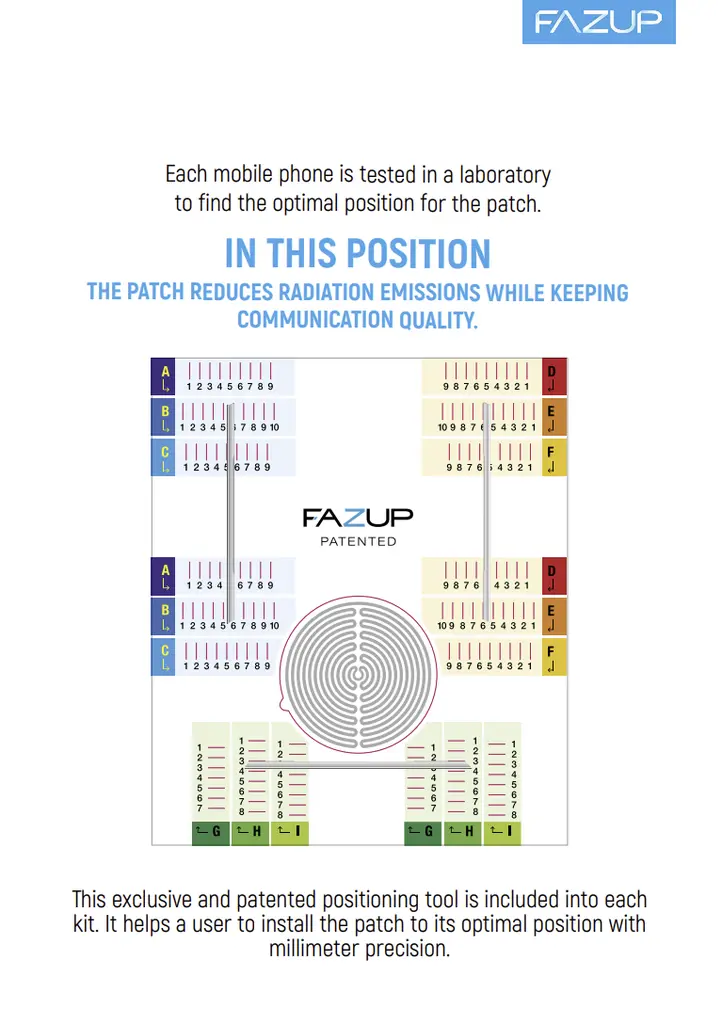 FAZUP
Each mobile phone is tested in a laboratory
to find the optimal position for the patch.
IN THIS POSITION
THE PATCH REDUCES RADIATION EMISSIONS WHILE KEEPING
COMMUNICATION QUALITY.
A 1 2 3 4 5 6 7 8 9
9 8 7 6 5 4 3 2 1 D
B 1 2 3 4 5 6 7 8 9 10
10 9 8 7 6 5 4 3 2 1 E
C 1 2 3 4 5 6 7 8 9
9 8 7 6 5 4 3 2 1 F
FAZUP
PATENTED
A 1 2 3 4 6 7 8 9
9 8 7 6 4 3 2 1 D
B 1 2 3 4 5 6 7 8 9 10
10 9 8 7 6 5 4 3 2 1 E
C 1 2 3 4 5 6 7 8 9
9 8 7 6 5 4 3 2 1 F
1 2 3 4 5 6 7 G
1 2 3 4 5 6 7 8 H
1 2 3 4 5 6 7 8 I
1 2 3 4 5 6 7 G
1 2 3 4 5 6 7 8 H
1 2 3 4 5 6 7 8 I
This exclusive and patented positioning tool is included into each
kit. It helps a user to install the patch to its optimal position with
millimeter precision.